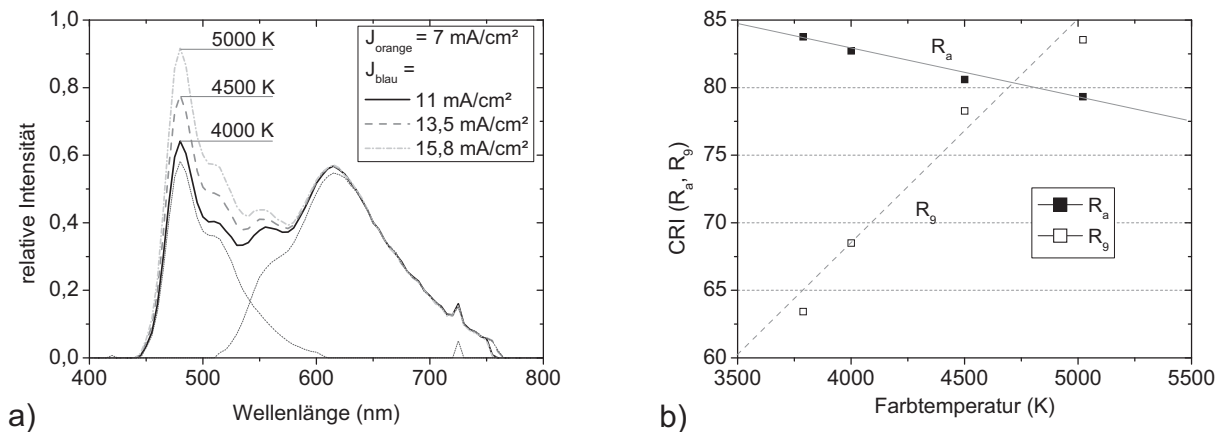 1,0
0,8
0,6
0,4
0,2
0,0
relative Intensität
5000 K
4500 K
4000 K
J_orange = 7 mA/cm²
J_blau =
11 mA/cm²
13,5 mA/cm²
15,8 mA/cm²
400 500 600 700 800
Wellenlänge (nm)
a)
85
80
75
70
65
60
CRI (R_a, R_9)
R_a
R_9
R_a
R_9
3500 4000 4500 5000 5500
Farbtemperatur (K)
b)